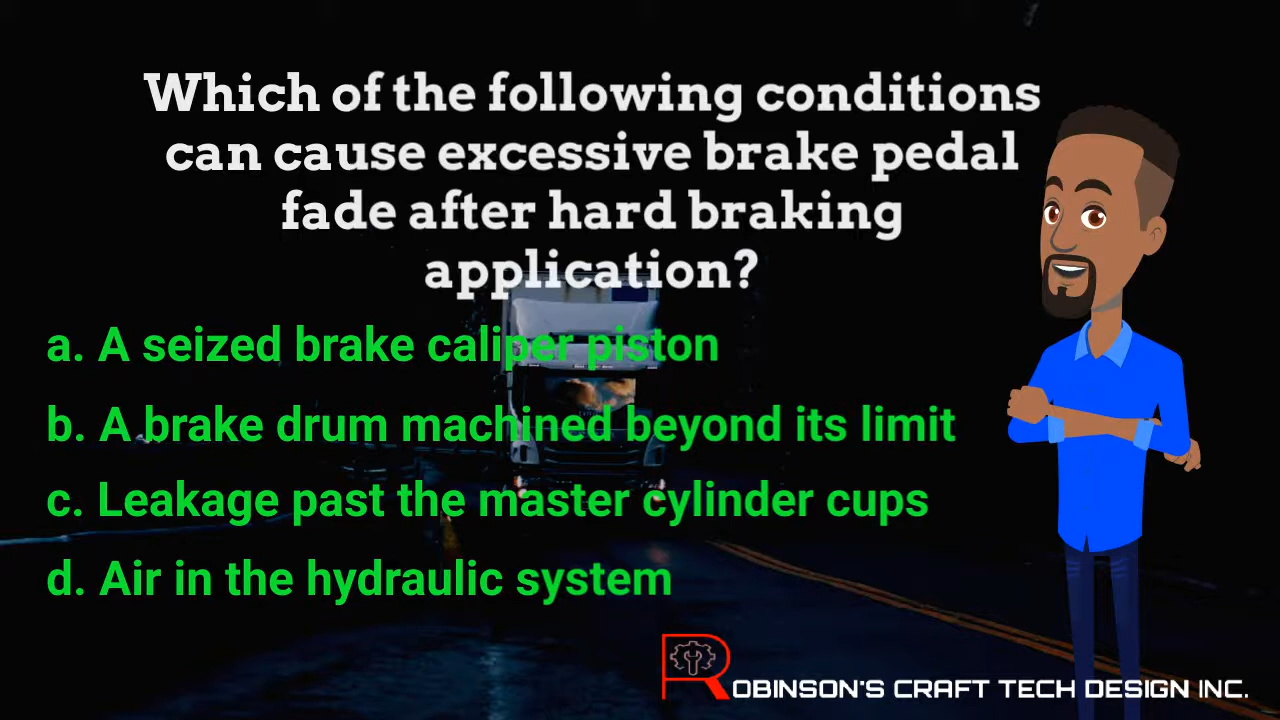 Which of the following conditions
can cause excessive brake pedal
fade after hard braking
application?
a. A seized brake caliper piston
b. A brake drum machined beyond its limit
c. Leakage past the master cylinder cups
d. Air in the hydraulic system
ROBINSON'S CRAFT TECH DESIGN INC.